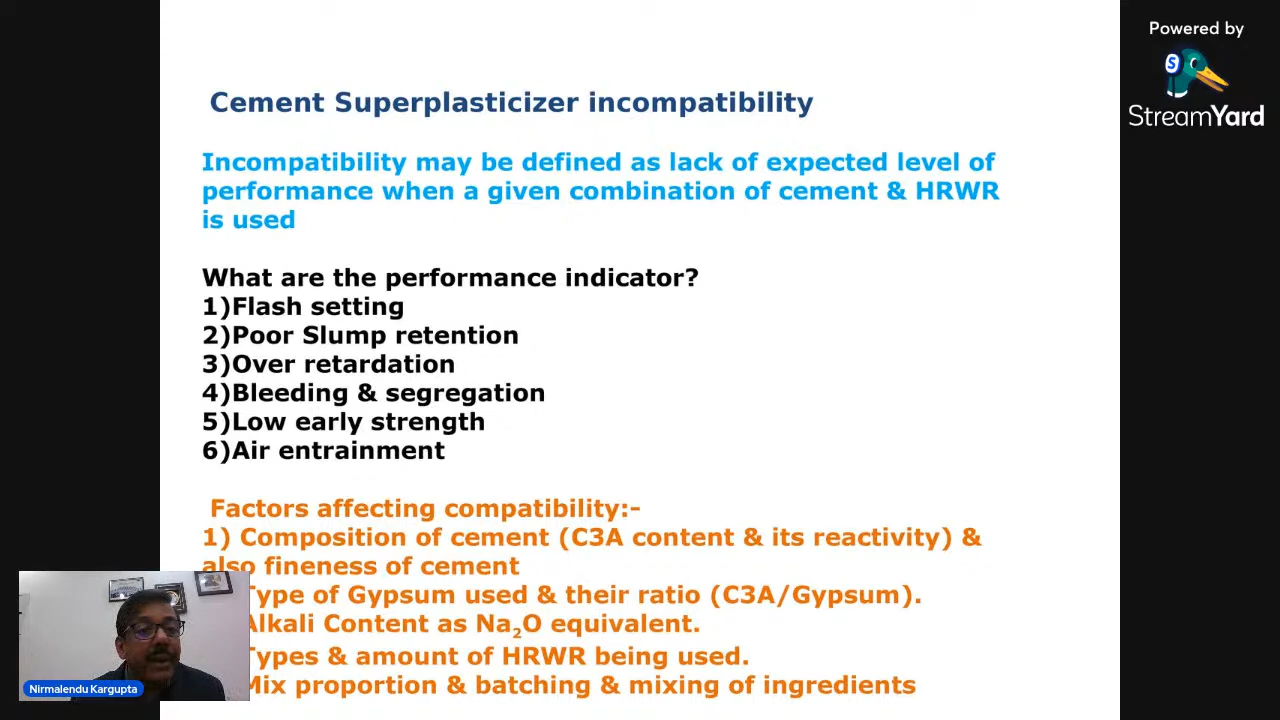 Powered by
S
StreamYard
Cement Superplasticizer incompatibility
Incompatibility may be defined as lack of expected level of
performance when a given combination of cement & HRWR
is used
What are the performance indicator?
1)Flash setting
2)Poor Slump retention
3)Over retardation
4)Bleeding & segregation
5)Low early strength
6)Air entrainment
Factors affecting compatibility:-
1) Composition of cement (C3A content & its reactivity) &
also fineness of cement
Type of Gypsum used & their ratio (C3A/Gypsum).
Alkali Content as Na₂O equivalent.
Types & amount of HRWR being used.
Mix proportion & batching & mixing of ingredients
Nirmalendu Kargupta